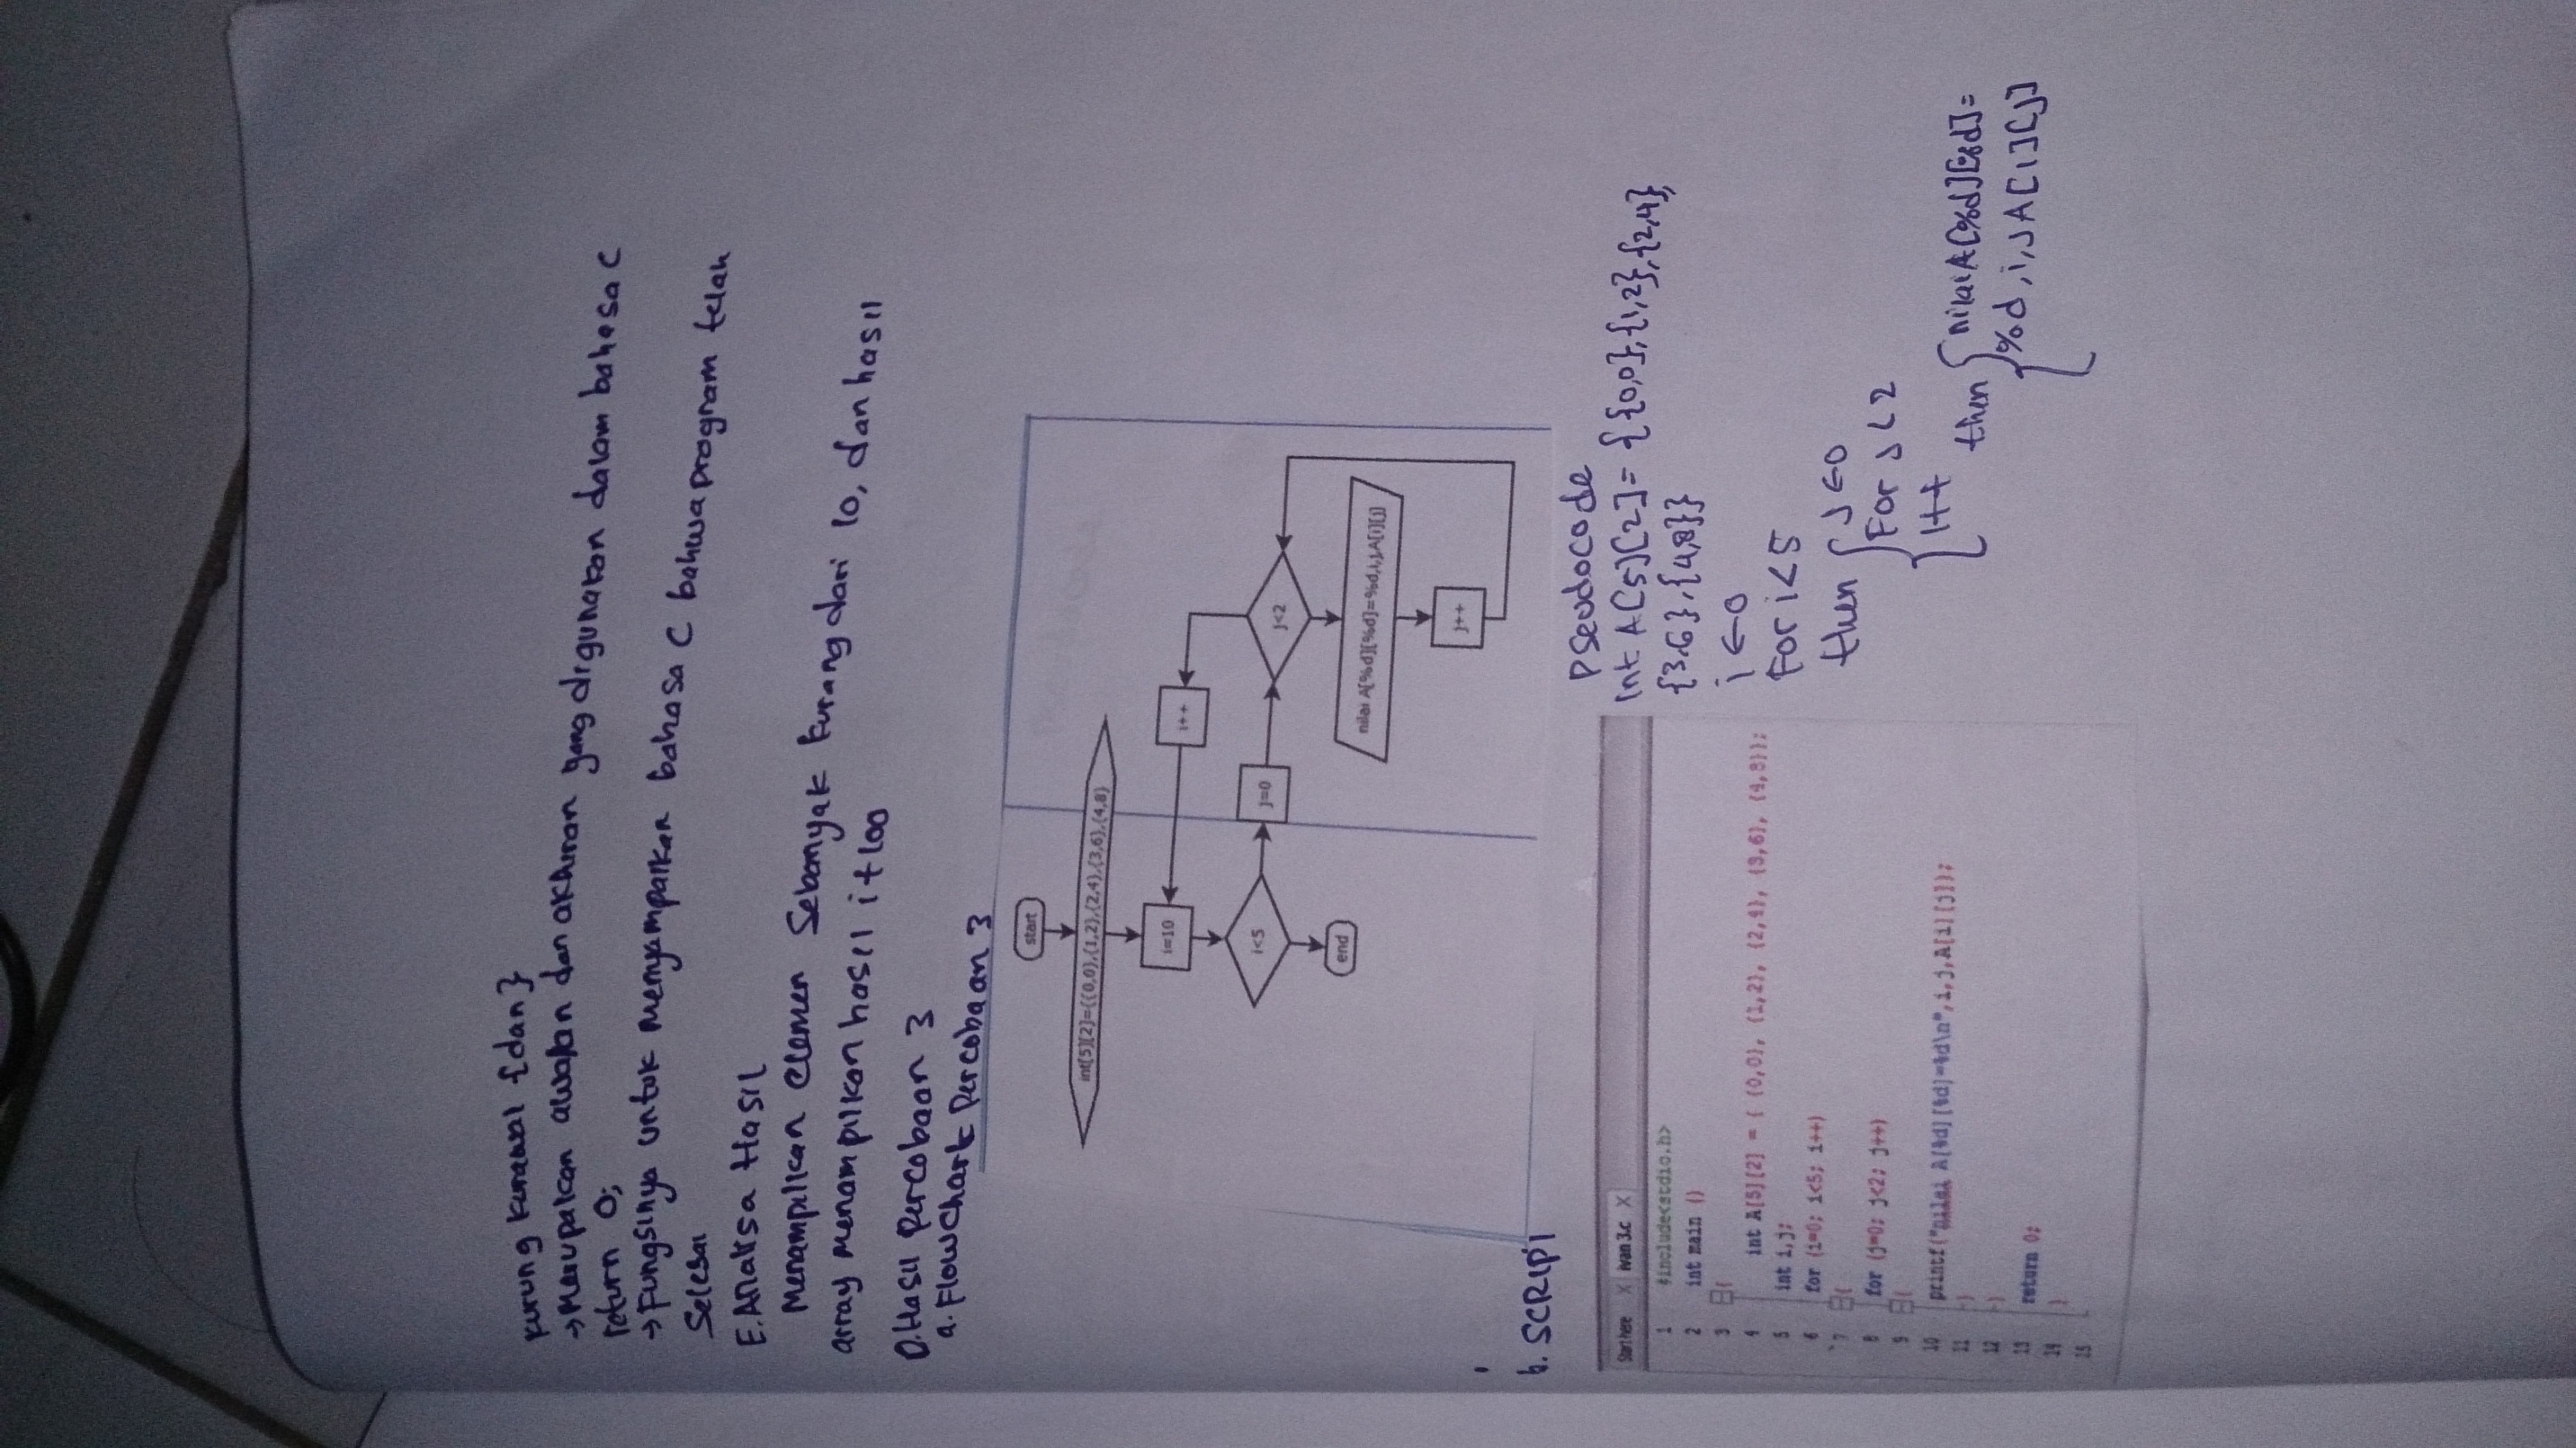 kurung kurawal {dan}
→Merupakan awalan dan akhiran yang digunakan dalam bahasa C
return 0;
→Fungsinya untuk menyampaikan bahasa C bahwa program telah
Selesai
E.Analisa Hasil
Menampilkan elemen Sebanyak kurang dari 10, dan hasil
array menampilkan hasil i+100
D.Hasil Percobaan 3
a. Flowchart Percobaan 3
start
int[5][2]={{0,0},{1,2},{2,4},{3,6},{4,8}
i=10
i++
i<5
j=0
j<2
end
nilai A[%d][%d]=%d,i,j,A[i][j]
j++
b. SCRIPT
Start here X ivan 3.c X
1 #include<stdio.h>
2 int main ()
3 {
4 int A[5][2] = { {0,0}, {1,2}, {2,4}, {3,6}, {4,8}};
5 int i,j;
6 for (i=0; i<5; i++)
7 {
8 for (j=0; j<2; j++)
9 {
10 printf("nilai A[%d][%d]=%d\n",i,j,A[i][j]);
11 }
12 }
13 return 0;
14 }
15
PSeudocode
Int A[5][2] = {{0,0},{1,2},{2,4},
{3,6},{4,8}}
i ← 0
For i < 5
then { J ← 0
For J < 2
i++
then { nilai A[%d][%d] =
%d, i, J A[i][j]